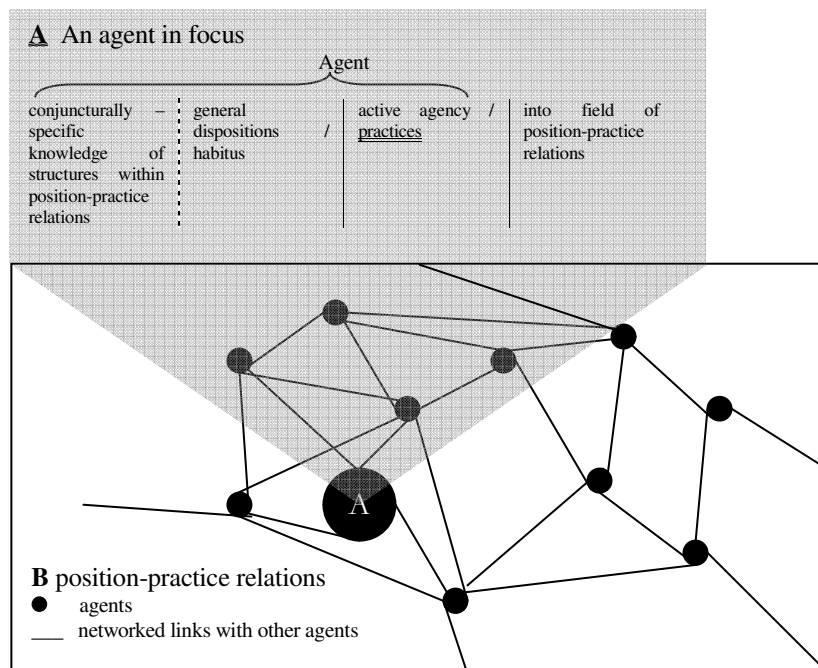 A An agent in focus
Agent
conjuncturally –
specific
knowledge of
structures within
position-practice
relations
general
dispositions /
habitus
active agency /
practices
into field of
position-practice
relations
A
B position-practice relations
agents
networked links with other agents